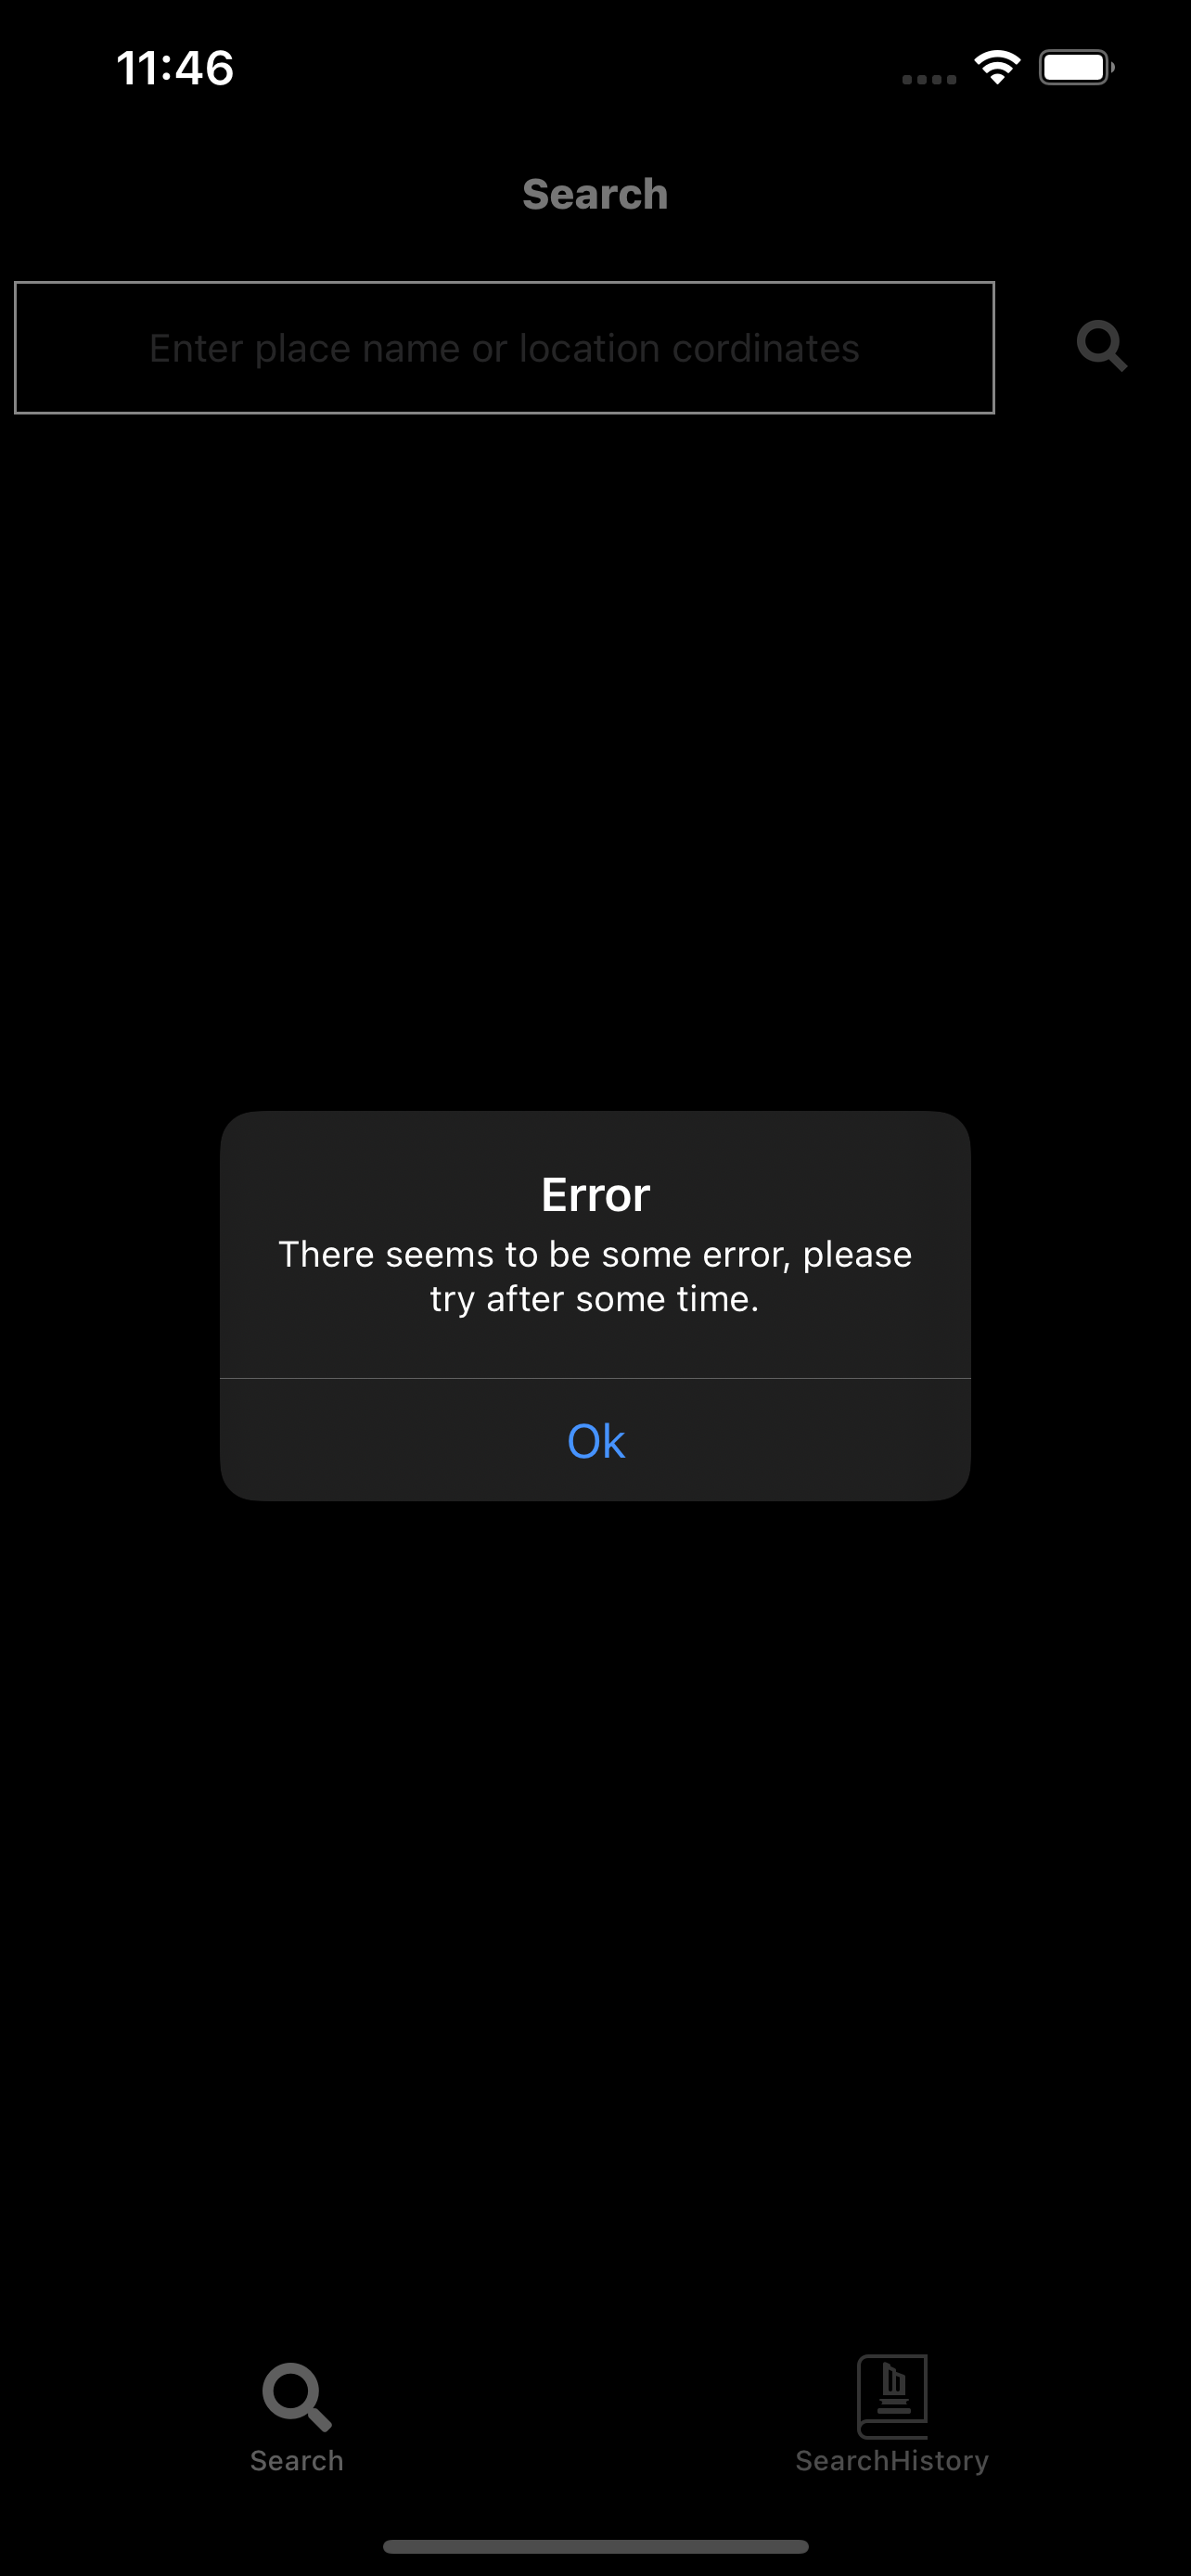 11:46
Search
Enter place name or location cordinates
Error
There seems to be some error, please
try after some time.
Ok
Search
SearchHistory